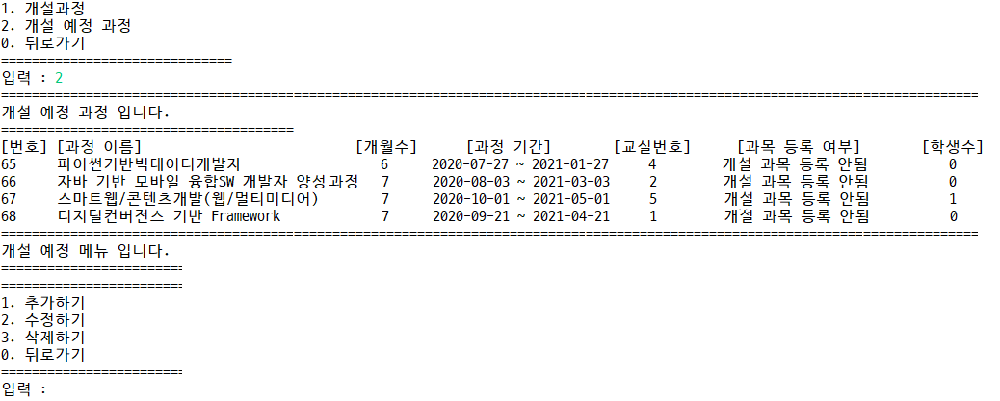 1. 개설과정
2. 개설 예정 과정
0. 뒤로가기
==============================
입력 : 2
===============================================================================================================================
개설 예정 과정 입니다.
======================================
[번호] [과정 이름] [개월수] [과정 기간] [교실번호] [과목 등록 여부] [학생수]
65 파이썬기반빅데이터개발자 6 2020-07-27 ~ 2021-01-27 4 개설 과목 등록 안됨 0
66 자바 기반 모바일 융합SW 개발자 양성과정 7 2020-08-03 ~ 2021-03-03 2 개설 과목 등록 안됨 0
67 스마트웹/콘텐츠개발(웹/멀티미디어) 7 2020-10-01 ~ 2021-05-01 5 개설 과목 등록 안됨 1
68 디지털컨버전스 기반 Framework 7 2020-09-21 ~ 2021-04-21 1 개설 과목 등록 안됨 0
===============================================================================================================================
개설 예정 메뉴 입니다.
========================
========================
1. 추가하기
2. 수정하기
3. 삭제하기
0. 뒤로가기
========================
입력 :